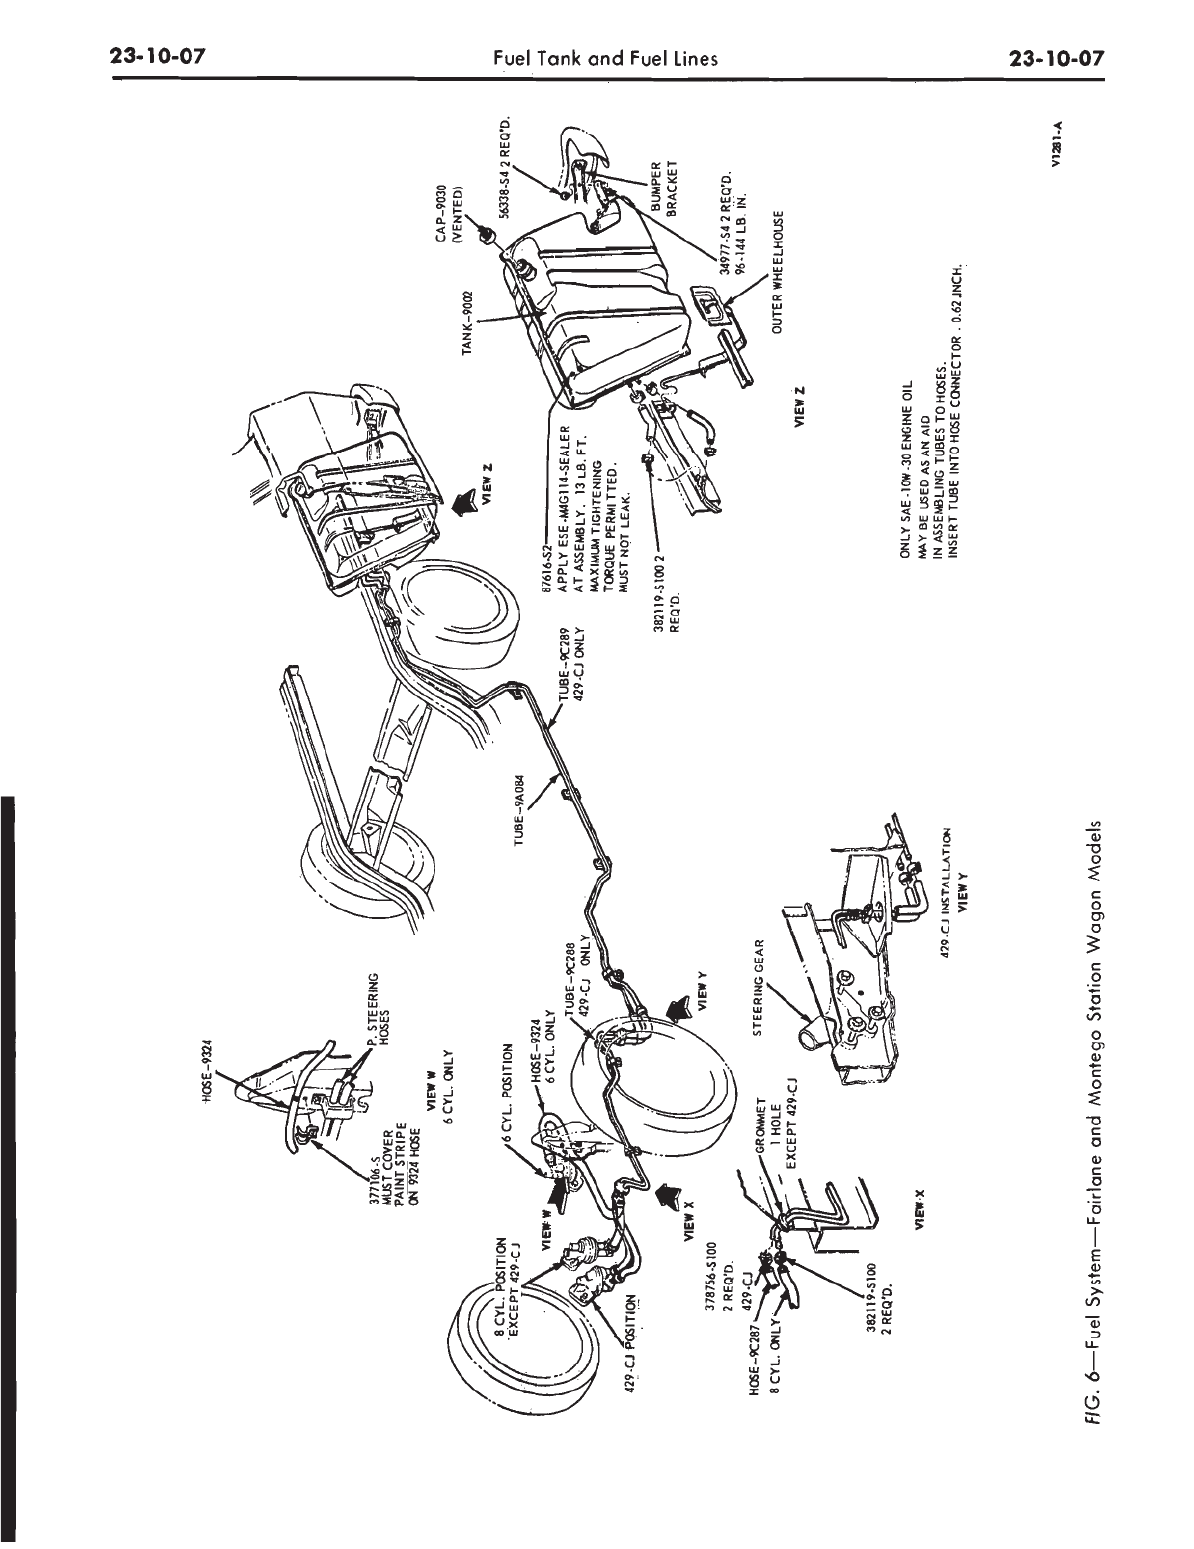 23-10-07
Fuel Tank and Fuel Lines
23-10-07
HOSE-9324
377106-S
MUST COVER
PAINT STRIPE
ON 9324 HOSE
P. STEERING
HOSES
VIEW W
6 CYL. ONLY
CAP-9030
(VENTED)
56338-S4 2 REQ'D.
TANK-9002
BUMPER
BRACKET
34977-S4 2 REQ'D.
96-144 LB. IN.
OUTER WHEELHOUSE
VIEW Z
87616-S2
APPLY ESE-M4G114-SEALER
AT ASSEMBLY. 13 LB. FT.
MAXIMUM TIGHTENING
TORQUE PERMITTED.
MUST NOT LEAK.
382119-S100 2
REQ'D.
VIEW Z
TUBE-9C289
429-CJ ONLY
TUBE-9A084
TUBE-9C288
429-CJ ONLY
HOSE-9324
6 CYL. ONLY
6 CYL. POSITION
VIEW W
8 CYL. POSITION
EXCEPT 429-CJ
429-CJ POSITION
VIEW X
VIEW Y
STEERING GEAR
429-CJ INSTALLATION
VIEW Y
GROMMET
1 HOLE
EXCEPT 429-CJ
378756-S100
2 REQ'D.
429-CJ
HOSE-9C287
8 CYL. ONLY
382119-S100
2 REQ'D.
VIEW X
ONLY SAE-10W-30 ENGINE OIL
MAY BE USED AS AN AID
IN ASSEMBLING TUBES TO HOSES.
INSERT TUBE INTO HOSE CONNECTOR . 0.62 INCH.
V1281-A
FIG. 6—Fuel System—Fairlane and Montego Station Wagon Models